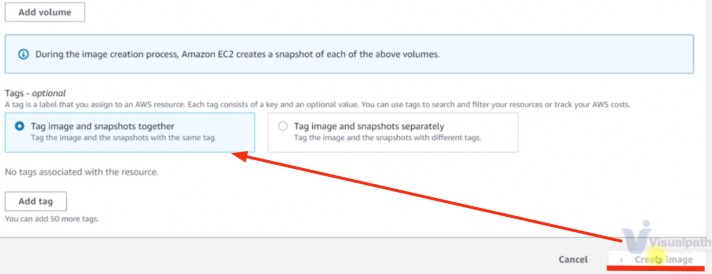 Add volume
During the image creation process, Amazon EC2 creates a snapshot of each of the above volumes.
Tags - optional
A tag is a label that you assign to an AWS resource. Each tag consists of a key and an optional value. You can use tags to search and filter your resources or track your AWS costs.
Tag image and snapshots together
Tag the image and the snapshots with the same tag.
Tag image and snapshots separately
Tag the image and the snapshots with different tags.
No tags associated with the resource.
Add tag
You can add 50 more tags.
Visualpath
Cancel
Create image